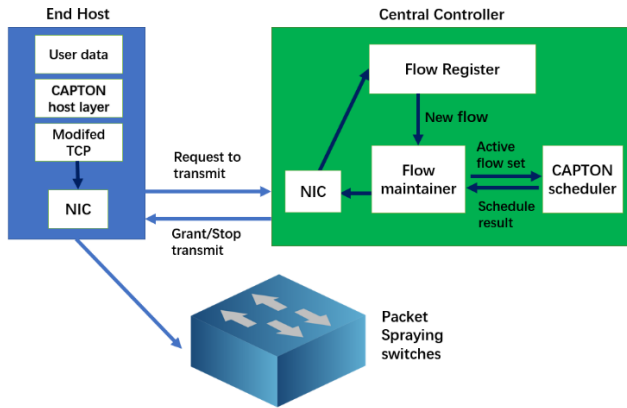 End Host
Central Controller
User data
CAPTON
host layer
Modifed
TCP
NIC
Request to
transmit
Grant/Stop
transmit
Flow Register
New flow
NIC
Flow
maintainer
Active
flow set
Schedule
result
CAPTON
scheduler
Packet
Spraying
switches